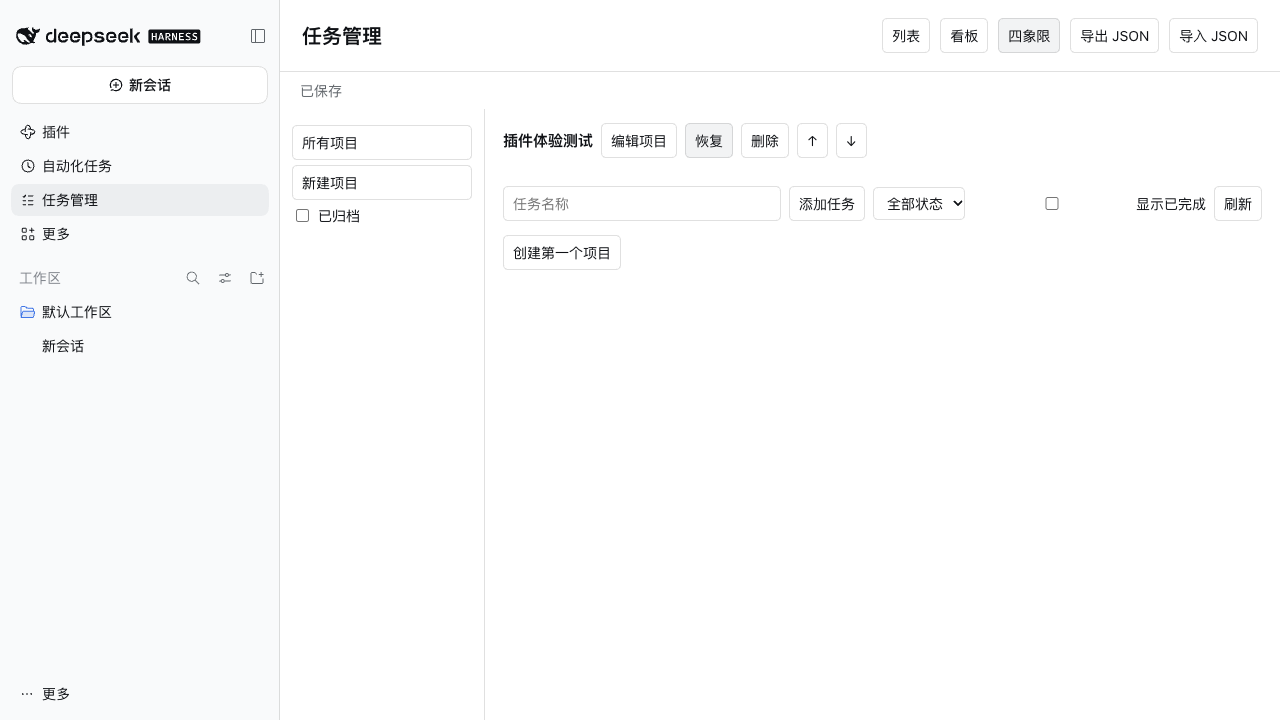 deepseek HARNESS
新会话
插件
自动化任务
任务管理
更多
工作区
默认工作区
新会话
更多
任务管理
列表
看板
四象限
导出 JSON
导入 JSON
已保存
所有项目
新建项目
已归档
插件体验测试
编辑项目
恢复
删除
↑
↓
任务名称
添加任务
全部状态
显示已完成
刷新
创建第一个项目